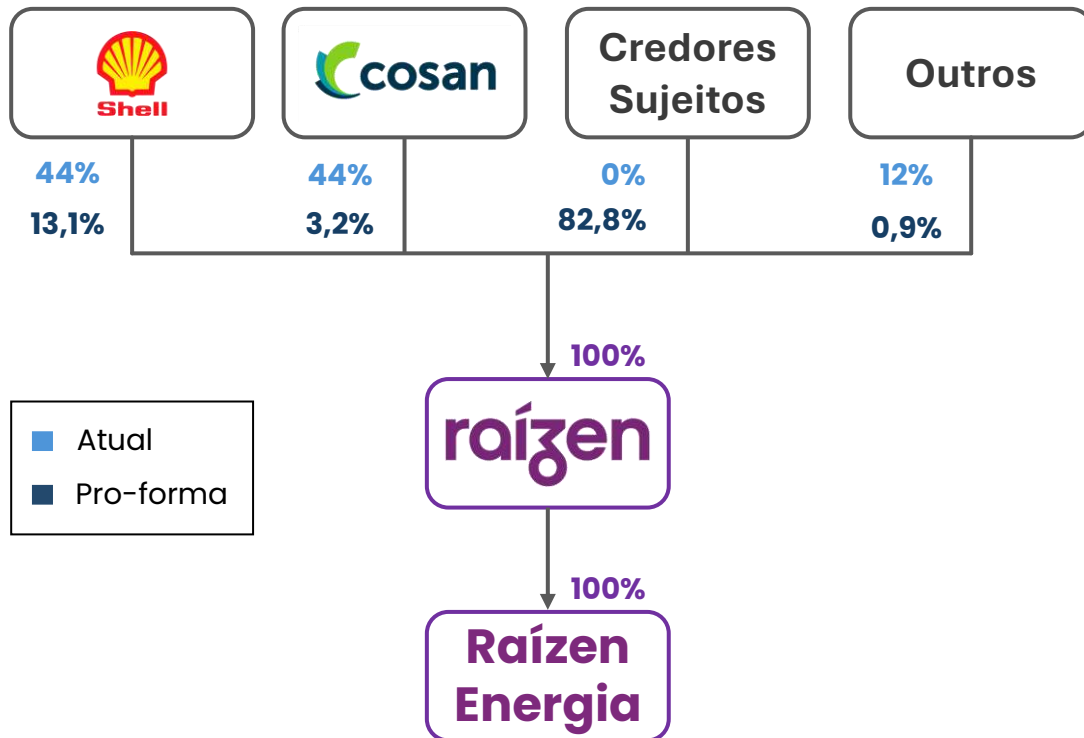 Shell
cosan
Credores
Sujeitos
Outros
44%
44%
0%
12%
13,1%
3,2%
82,8%
0,9%
100%
raízen
Atual
Pro-forma
100%
Raízen
Energia